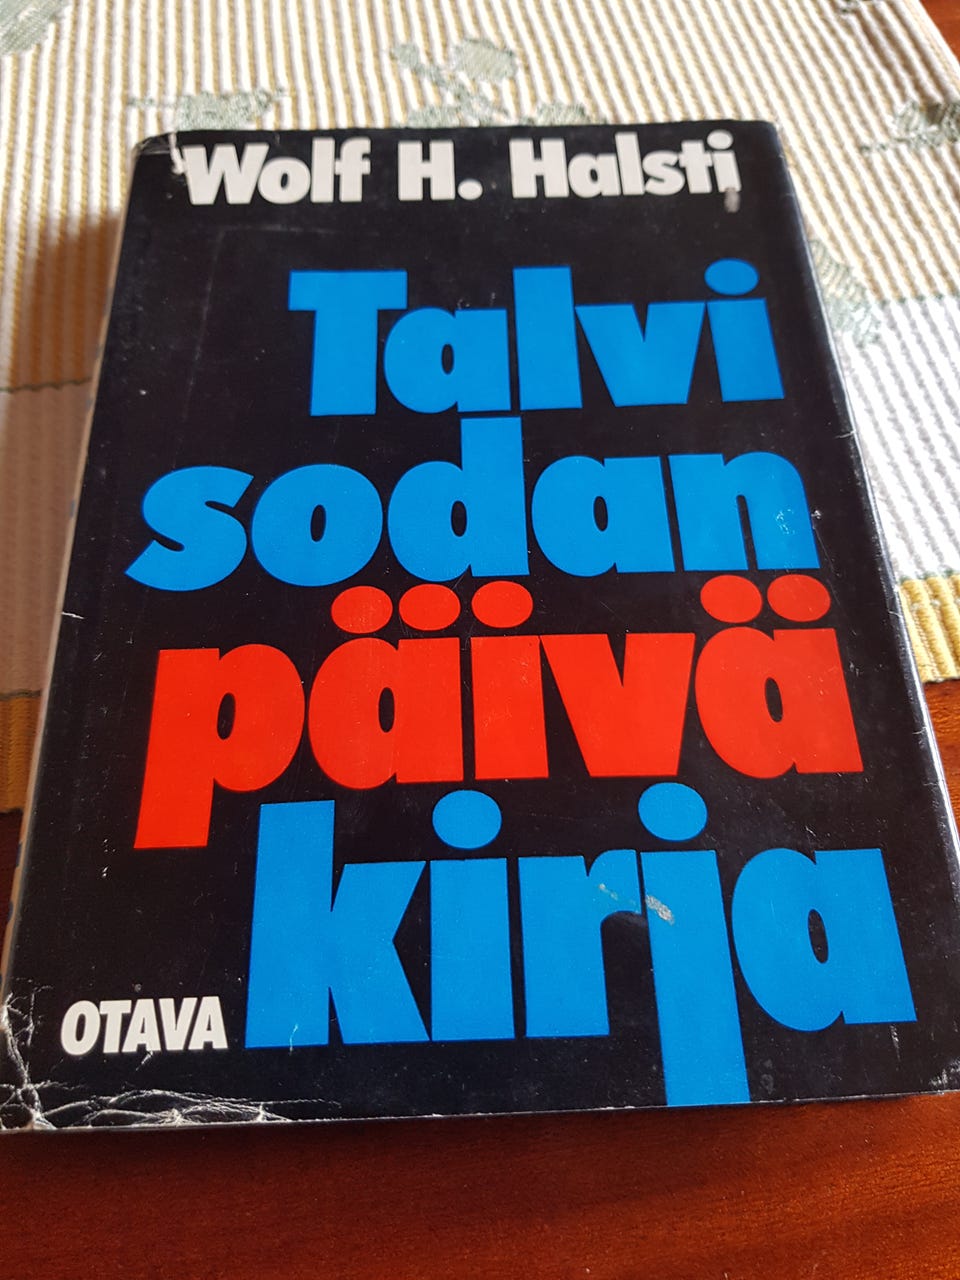 Wolf H. Halsti
Talvi
sodan
päivä
kirja
OTAVA